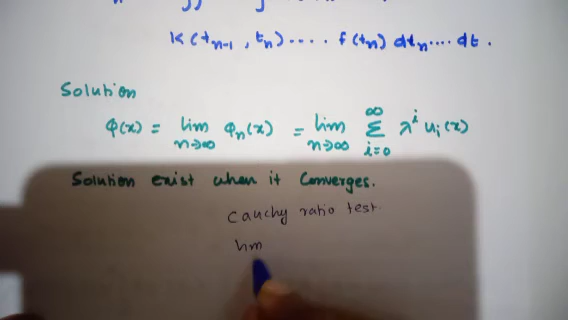 K(t_{n-1}, t_n) .... f(t_n) dt_n .... dt.
Solution
φ(x) = lim_{n→∞} φ_n(x) = lim_{n→∞} Σ_{i=0}^{∞} λ^i u_i(x)
Solution exist when it Converges.
Cauchy ratio test.
lim